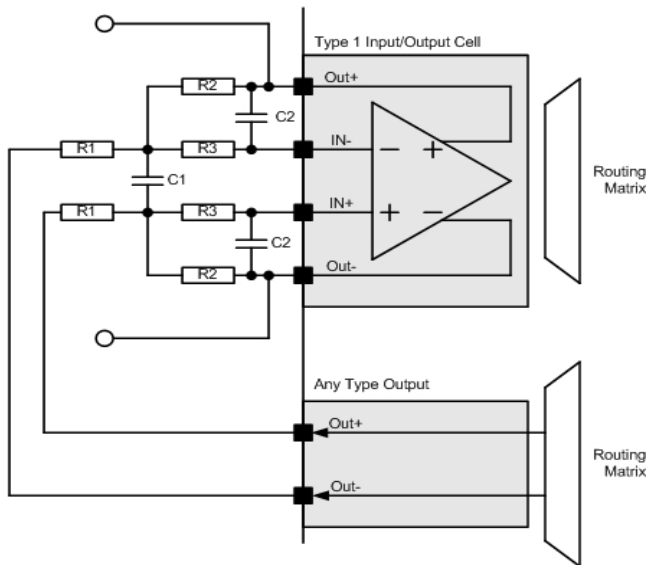 Type 1 Input/Output Cell
R2
Out+
C2
R1
R3
IN-
− +
C1
Routing
Matrix
R1
R3
IN+
+ −
C2
R2
Out-
Any Type Output
Out+
Routing
Matrix
Out-